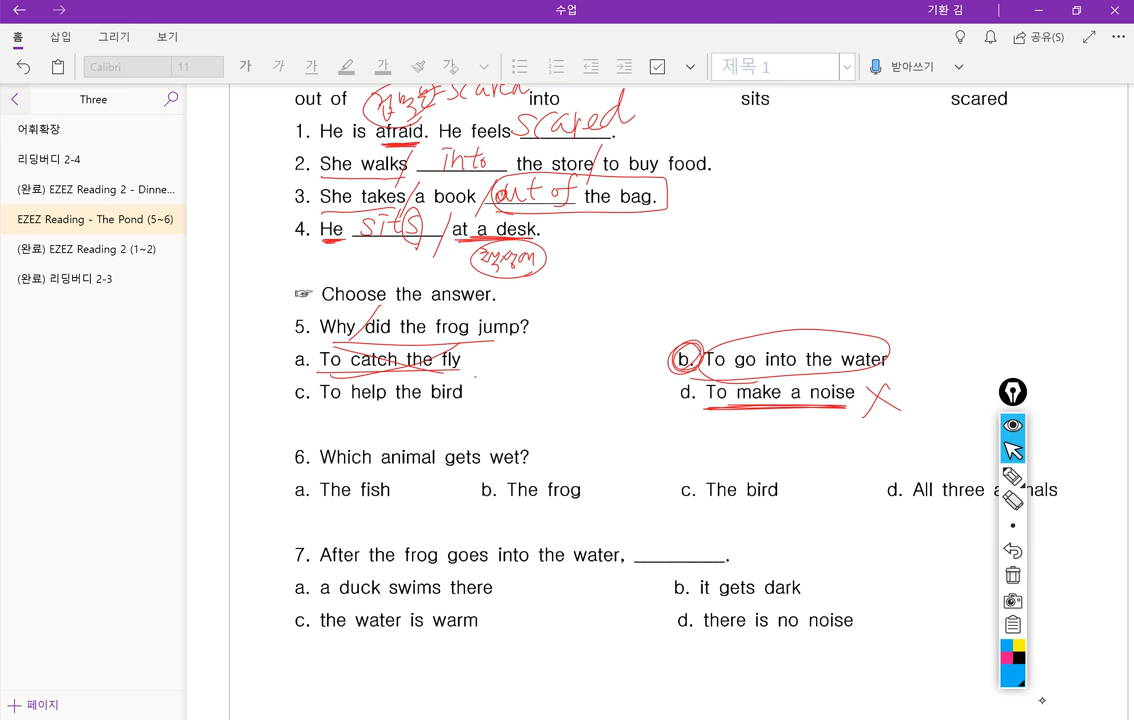 수업
기환 김
홈 삽입 그리기 보기
공유(S)
Calibri 11 가 가 가 가 가 제목 1 받아쓰기
Three
어휘확장
리딩버디 2-4
(완료) EZEZ Reading 2 - Dinne...
EZEZ Reading - The Pond (5~6)
(완료) EZEZ Reading 2 (1~2)
(완료) 리딩버디 2-3
페이지
scared
out of into sits scared
1. He is afraid. He feels scared.
2. She walks into the store to buy food.
3. She takes a book out of the bag.
4. He sits at a desk.
책상에
☞ Choose the answer.
5. Why did the frog jump?
a. To catch the fly b. To go into the water
c. To help the bird d. To make a noise X
6. Which animal gets wet?
a. The fish b. The frog c. The bird d. All three
7. After the frog goes into the water, __________.
a. a duck swims there b. it gets dark
c. the water is warm d. there is no noise